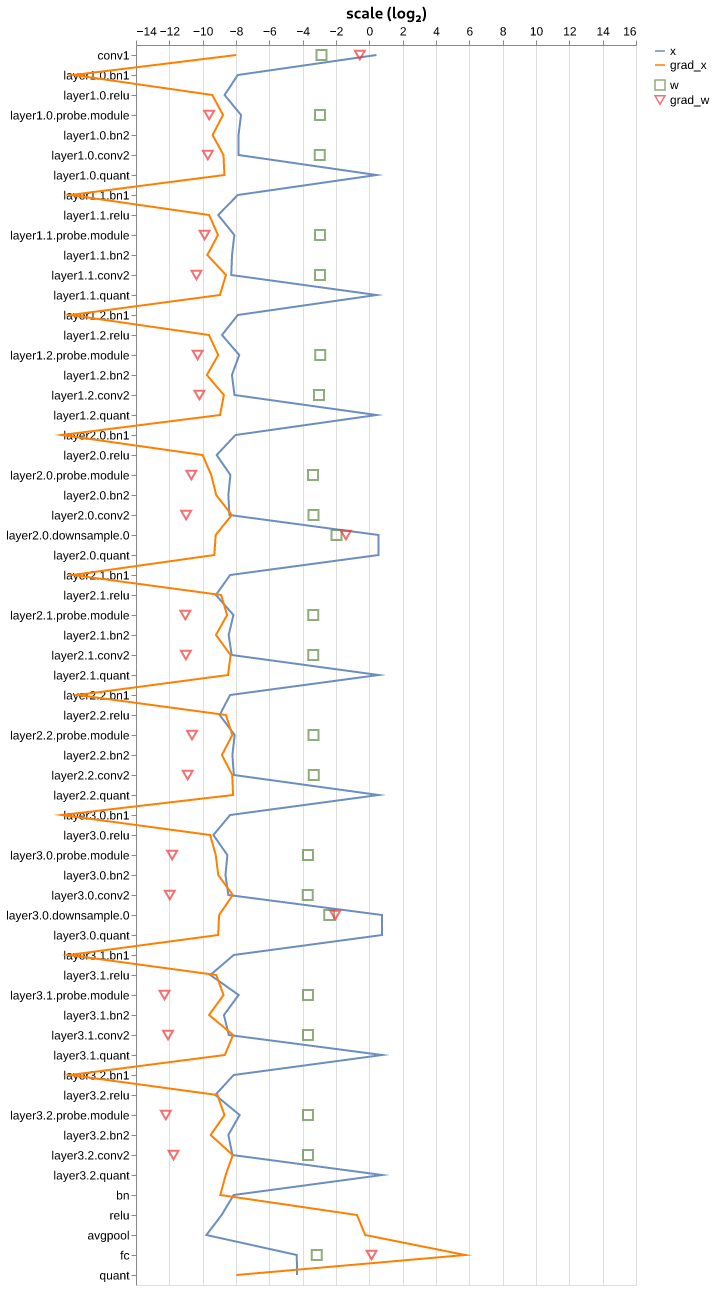 scale (log₂)
−14 −12 −10 −8 −6 −4 −2 0 2 4 6 8 10 12 14 16
x
grad_x
w
grad_w
conv1
layer1.0.bn1
layer1.0.relu
layer1.0.probe.module
layer1.0.bn2
layer1.0.conv2
layer1.0.quant
layer1.1.bn1
layer1.1.relu
layer1.1.probe.module
layer1.1.bn2
layer1.1.conv2
layer1.1.quant
layer1.2.bn1
layer1.2.relu
layer1.2.probe.module
layer1.2.bn2
layer1.2.conv2
layer1.2.quant
layer2.0.bn1
layer2.0.relu
layer2.0.probe.module
layer2.0.bn2
layer2.0.conv2
layer2.0.downsample.0
layer2.0.quant
layer2.1.bn1
layer2.1.relu
layer2.1.probe.module
layer2.1.bn2
layer2.1.conv2
layer2.1.quant
layer2.2.bn1
layer2.2.relu
layer2.2.probe.module
layer2.2.bn2
layer2.2.conv2
layer2.2.quant
layer3.0.bn1
layer3.0.relu
layer3.0.probe.module
layer3.0.bn2
layer3.0.conv2
layer3.0.downsample.0
layer3.0.quant
layer3.1.bn1
layer3.1.relu
layer3.1.probe.module
layer3.1.bn2
layer3.1.conv2
layer3.1.quant
layer3.2.bn1
layer3.2.relu
layer3.2.probe.module
layer3.2.bn2
layer3.2.conv2
layer3.2.quant
bn
relu
avgpool
fc
quant